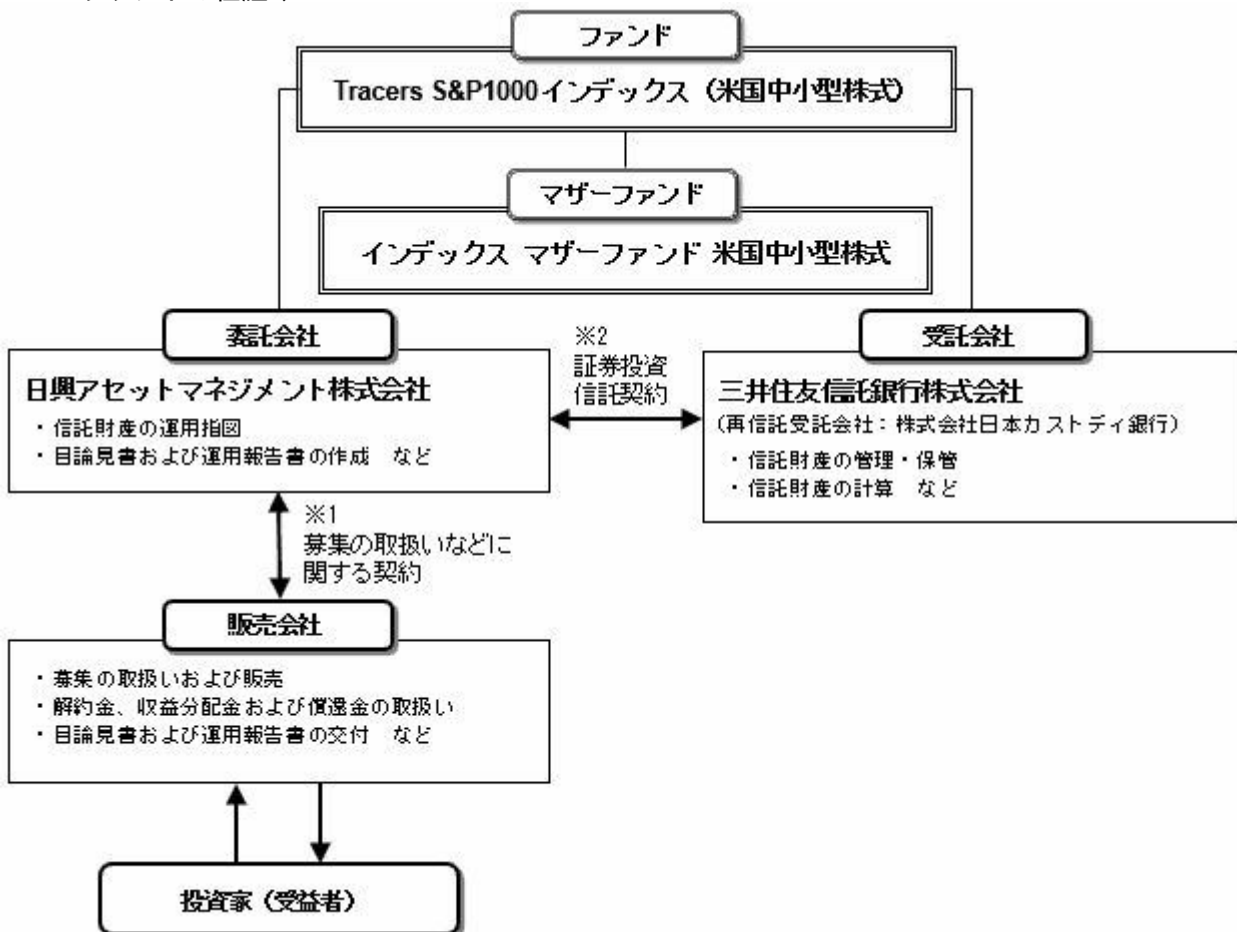 ファンド
Tracers S&P1000インデックス（米国中小型株式）
マザーファンド
インデックス マザーファンド 米国中小型株式
委託会社
日興アセットマネジメント株式会社
・信託財産の運用指図
・目論見書および運用報告書の作成　など
※2
証券投資
信託契約
受託会社
三井住友信託銀行株式会社
（再信託受託会社：株式会社日本カストディ銀行）
・信託財産の管理・保管
・信託財産の計算　など
※1
募集の取扱いなどに
関する契約
販売会社
・募集の取扱いおよび販売
・解約金、収益分配金および償還金の取扱い
・目論見書および運用報告書の交付　など
投資家（受益者）